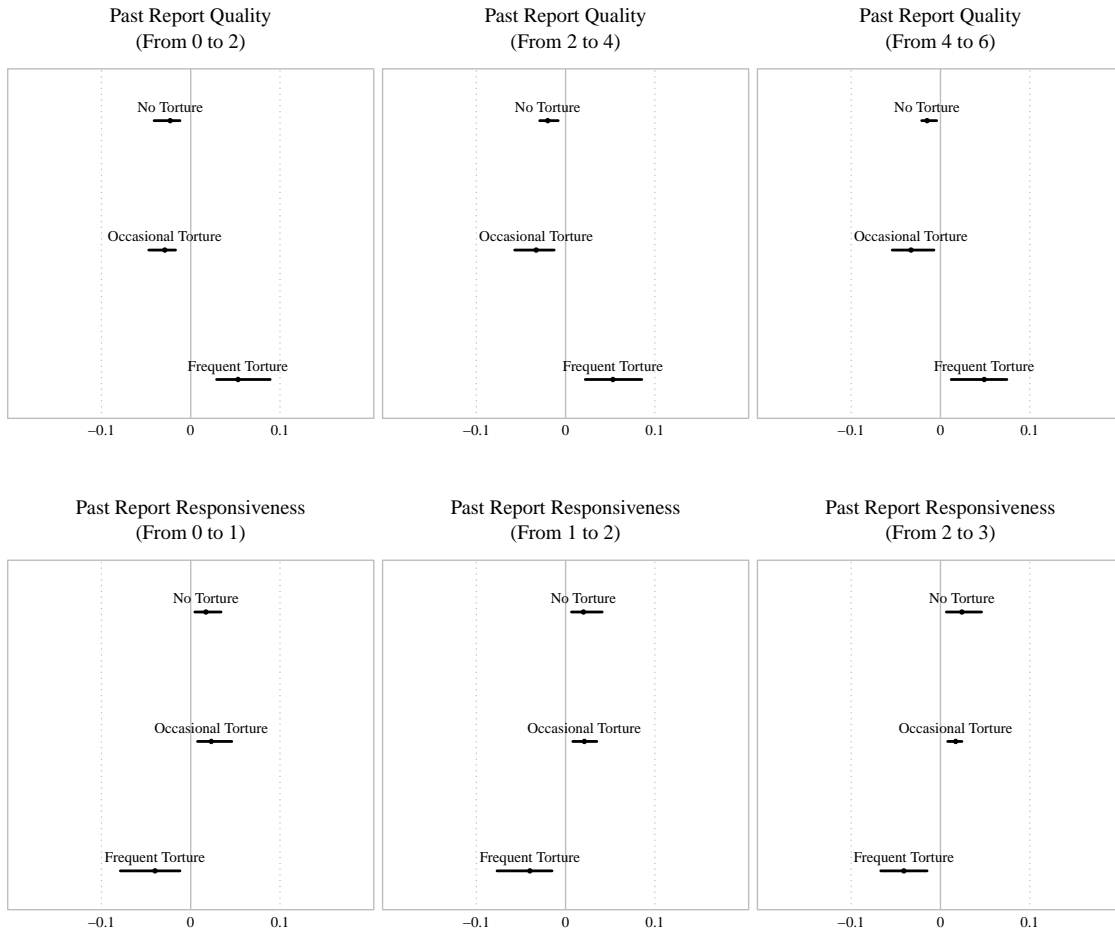 Past Report Quality
(From 0 to 2)
No Torture
Occasional Torture
Frequent Torture
−0.1 0 0.1
Past Report Quality
(From 2 to 4)
No Torture
Occasional Torture
Frequent Torture
−0.1 0 0.1
Past Report Quality
(From 4 to 6)
No Torture
Occasional Torture
Frequent Torture
−0.1 0 0.1
Past Report Responsiveness
(From 0 to 1)
No Torture
Occasional Torture
Frequent Torture
−0.1 0 0.1
Past Report Responsiveness
(From 1 to 2)
No Torture
Occasional Torture
Frequent Torture
−0.1 0 0.1
Past Report Responsiveness
(From 2 to 3)
No Torture
Occasional Torture
Frequent Torture
−0.1 0 0.1